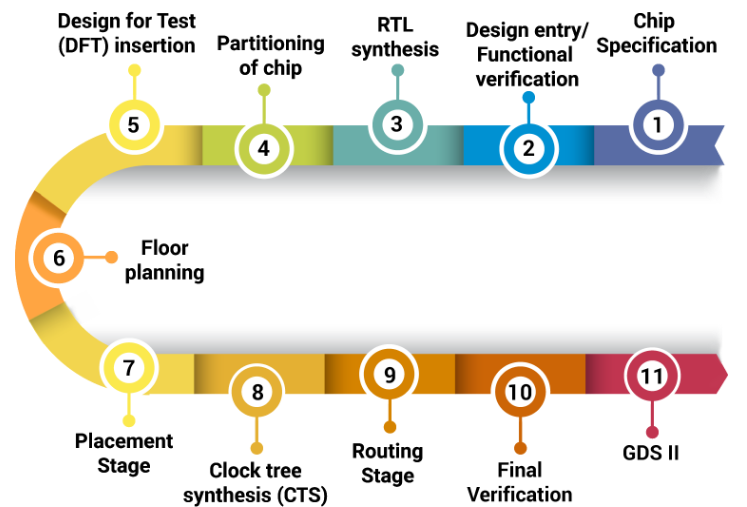 Chip
Specification
1
Design entry/
Functional
verification
2
RTL
synthesis
3
Partitioning
of chip
4
Design for Test
(DFT) insertion
5
6
Floor
planning
7
Placement
Stage
8
Clock tree
synthesis (CTS)
9
Routing
Stage
10
Final
Verification
11
GDS II